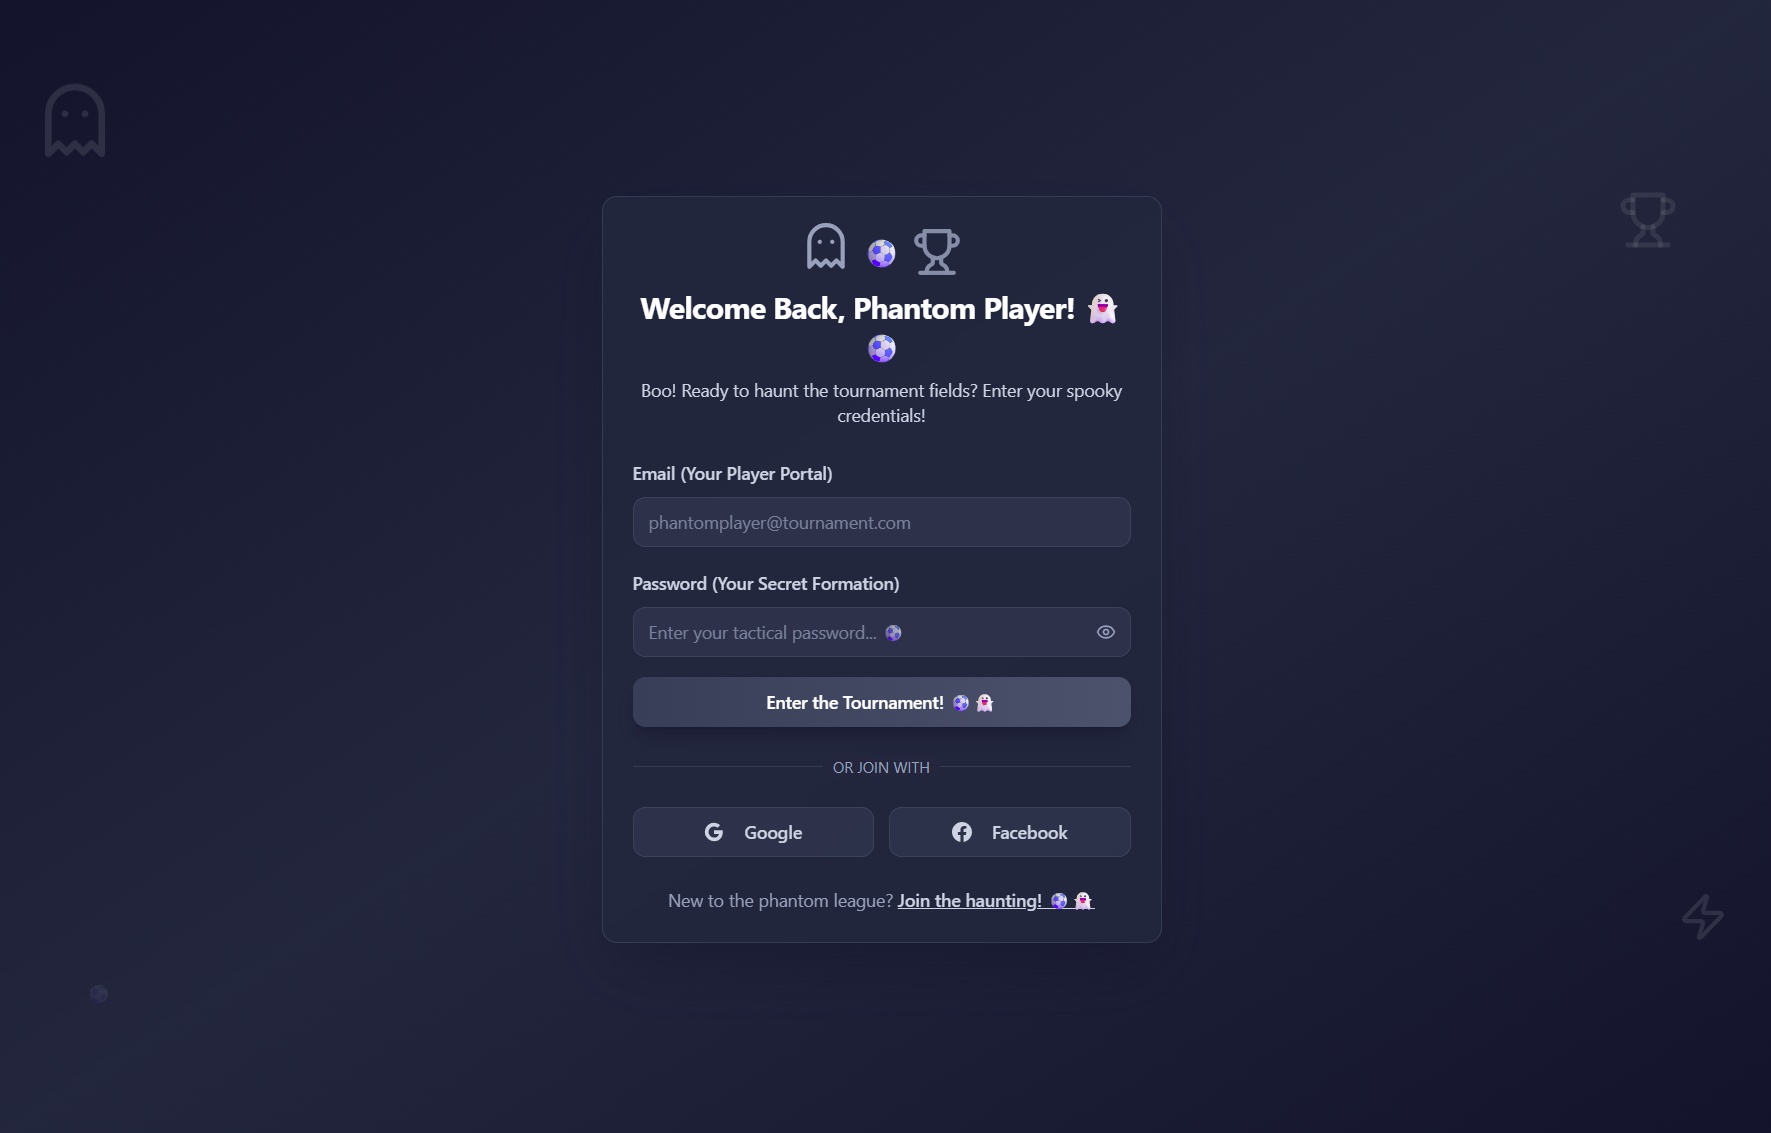 Welcome Back, Phantom Player! 👻
⚽
Boo! Ready to haunt the tournament fields? Enter your spooky
credentials!
Email (Your Player Portal)
phantomplayer@tournament.com
Password (Your Secret Formation)
Enter your tactical password... ⚽
Enter the Tournament! ⚽👻
OR JOIN WITH
Google
Facebook
New to the phantom league? Join the haunting! ⚽👻